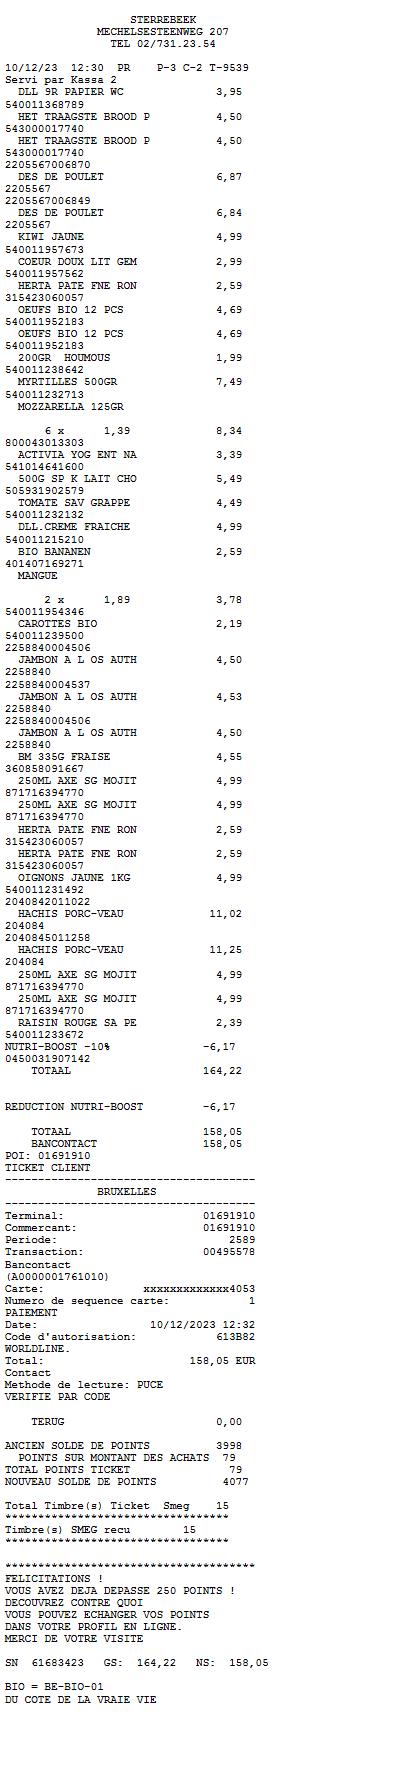 STERREBEEK
MECHELSESTEENWEG 207
TEL 02/731.23.54
10/12/23 12:30 PR P-3 C-2 T-9539
Servi par Kassa 2
DLL 9R PAPIER WC 3,95
540011368789
HET TRAAGSTE BROOD P 4,50
543000017740
HET TRAAGSTE BROOD P 4,50
543000017740
2205567006870
DES DE POULET 6,87
2205567
2205567006849
DES DE POULET 6,84
2205567
KIWI JAUNE 4,99
540011957673
COEUR DOUX LIT GEM 2,99
540011957562
HERTA PATE FNE RON 2,59
315423060057
OEUFS BIO 12 PCS 4,69
540011952183
OEUFS BIO 12 PCS 4,69
540011952183
200GR HOUMOUS 1,99
540011238642
MYRTILLES 500GR 7,49
540011232713
MOZZARELLA 125GR
6 x 1,39 8,34
800043013303
ACTIVIA YOG ENT NA 3,39
541014641600
500G SP K LAIT CHO 5,49
505931902579
TOMATE SAV GRAPPE 4,49
540011232132
DLL.CREME FRAICHE 4,99
540011215210
BIO BANANEN 2,59
401407169271
MANGUE
2 x 1,89 3,78
540011954346
CAROTTES BIO 2,19
540011239500
2258840004506
JAMBON A L OS AUTH 4,50
2258840
2258840004537
JAMBON A L OS AUTH 4,53
2258840
2258840004506
JAMBON A L OS AUTH 4,50
2258840
BM 335G FRAISE 4,55
360858091667
250ML AXE SG MOJIT 4,99
871716394770
250ML AXE SG MOJIT 4,99
871716394770
HERTA PATE FNE RON 2,59
315423060057
HERTA PATE FNE RON 2,59
315423060057
OIGNONS JAUNE 1KG 4,99
540011231492
2040842011022
HACHIS PORC-VEAU 11,02
204084
2040845011258
HACHIS PORC-VEAU 11,25
204084
250ML AXE SG MOJIT 4,99
871716394770
250ML AXE SG MOJIT 4,99
871716394770
RAISIN ROUGE SA PE 2,39
540011233672
NUTRI-BOOST -10% -6,17
0450031907142
TOTAAL 164,22
REDUCTION NUTRI-BOOST -6,17
TOTAAL 158,05
BANCONTACT 158,05
POI: 01691910
TICKET CLIENT
--------------------------------------
BRUXELLES
--------------------------------------
Terminal: 01691910
Commercant: 01691910
Periode: 2589
Transaction: 00495578
Bancontact
(A0000001761010)
Carte: xxxxxxxxxxxxx4053
Numero de sequence carte: 1
PAIEMENT
Date: 10/12/2023 12:32
Code d'autorisation: 613B82
WORLDLINE.
Total: 158,05 EUR
Contact
Methode de lecture: PUCE
VERIFIE PAR CODE
TERUG 0,00
ANCIEN SOLDE DE POINTS 3998
POINTS SUR MONTANT DES ACHATS 79
TOTAL POINTS TICKET 79
NOUVEAU SOLDE DE POINTS 4077
Total Timbre(s) Ticket Smeg 15
**********************************
Timbre(s) SMEG recu 15
**********************************
**************************************
FELICITATIONS !
VOUS AVEZ DEJA DEPASSE 250 POINTS !
DECOUVREZ CONTRE QUOI
VOUS POUVEZ ECHANGER VOS POINTS
DANS VOTRE PROFIL EN LIGNE.
MERCI DE VOTRE VISITE
SN 61683423 GS: 164,22 NS: 158,05
BIO = BE-BIO-01
DU COTE DE LA VRAIE VIE